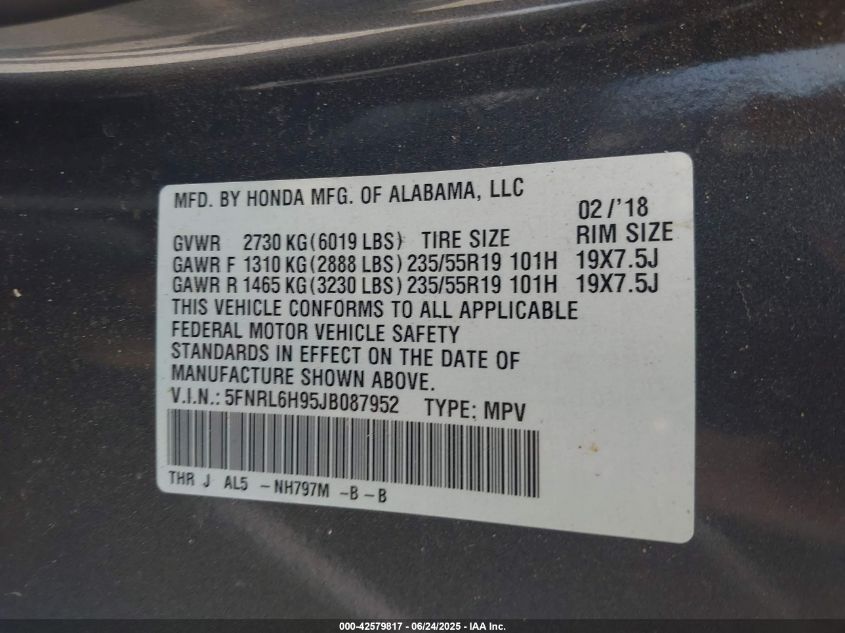 MFD. BY HONDA MFG. OF ALABAMA, LLC
02/'18
GVWR 2730 KG(6019 LBS) TIRE SIZE RIM SIZE
GAWR F 1310 KG(2888 LBS) 235/55R19 101H 19X7.5J
GAWR R 1465 KG(3230 LBS) 235/55R19 101H 19X7.5J
THIS VEHICLE CONFORMS TO ALL APPLICABLE
FEDERAL MOTOR VEHICLE SAFETY
STANDARDS IN EFFECT ON THE DATE OF
MANUFACTURE SHOWN ABOVE.
V.I.N.: 5FNRL6H95JB087952 TYPE: MPV
THR J AL5 -NH797M -B-B
000-42579817 - 06/24/2025 - IAA Inc.